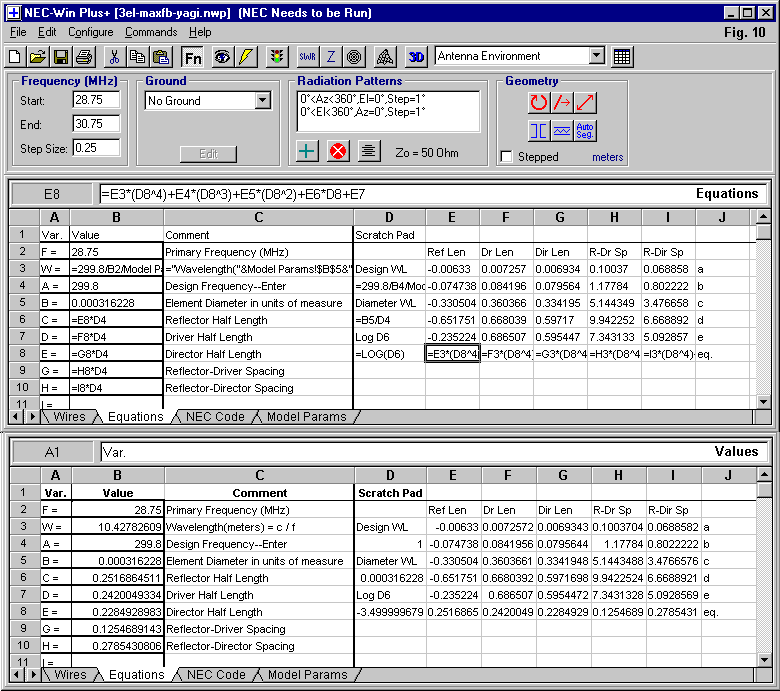 NEC-Win Plus+ [3el-maxfb-yagi.nwp] (NEC Needs to be Run)
File Edit Configure Commands Help Fig. 10
Fn SWR Z 3D Antenna Environment
Frequency (MHz)
Start: 28.75
End: 30.75
Step Size: 0.25
Ground
No Ground
Edit
Radiation Patterns
0°<Az<360°,El=0°,Step=1°
0°<El<360°,Az=0°,Step=1°
Zo = 50 Ohm
Geometry
Auto Seg.
Stepped meters
E8 =E3*(D8^4)+E4*(D8^3)+E5*(D8^2)+E6*D8+E7 Equations
A B C D E F G H I J
1 Var. Value Comment Scratch Pad
2 F = 28.75 Primary Frequency (MHz) Ref Len Dr Len Dir Len R-Dr Sp R-Dir Sp
3 W = =299.8/B2/Model Pa ="Wavelength("&Model Params!$B$5&" Design WL -0.00633 0.007257 0.006934 0.10037 0.068858 a
4 A = 299.8 Design Frequency--Enter =299.8/B4/Moc -0.074738 0.084196 0.079564 1.17784 0.802222 b
5 B = 0.000316228 Element Diameter in units of measure Diameter WL -0.330504 0.360366 0.334195 5.144349 3.476658 c
6 C = =E8*D4 Reflector Half Length =B5/D4 -0.651751 0.668039 0.59717 9.942252 6.668892 d
7 D = =F8*D4 Driver Half Length Log D6 -0.235224 0.686507 0.595447 7.343133 5.092857 e
8 E = =G8*D4 Director Half Length =LOG(D6) =E3*(D8^4) =F3*(D8^4 =G3*(D8^4 =H3*(D8^4 =I3*(D8^4)- eq.
9 G = =H8*D4 Reflector-Driver Spacing
10 H = =I8*D4 Reflector-Director Spacing
11 I =
Wires Equations NEC Code Model Params
A1 Var. Values
A B C D E F G H I J
1 Var. Value Comment Scratch Pad
2 F = 28.75 Primary Frequency (MHz) Ref Len Dr Len Dir Len R-Dr Sp R-Dir Sp
3 W = 10.42782609 Wavelength(meters) = c / f Design WL -0.00633 0.0072572 0.0069343 0.1003704 0.0688582 a
4 A = 299.8 Design Frequency--Enter 1 -0.074738 0.0841956 0.0795644 1.17784 0.8022222 b
5 B = 0.000316228 Element Diameter in units of measure Diameter WL -0.330504 0.3603661 0.3341948 5.1443488 3.4766576 c
6 C = 0.2516864511 Reflector Half Length 0.000316228 -0.651751 0.6680392 0.5971698 9.9422524 6.6688921 d
7 D = 0.2420049334 Driver Half Length Log D6 -0.235224 0.686507 0.5954472 7.3431328 5.0928569 e
8 E = 0.2284928983 Director Half Length -3.499999679 0.2516865 0.2420049 0.2284929 0.1254689 0.2785431 eq.
9 G = 0.1254689143 Reflector-Driver Spacing
10 H = 0.2785430806 Reflector-Director Spacing
11 I =
Wires Equations NEC Code Model Params